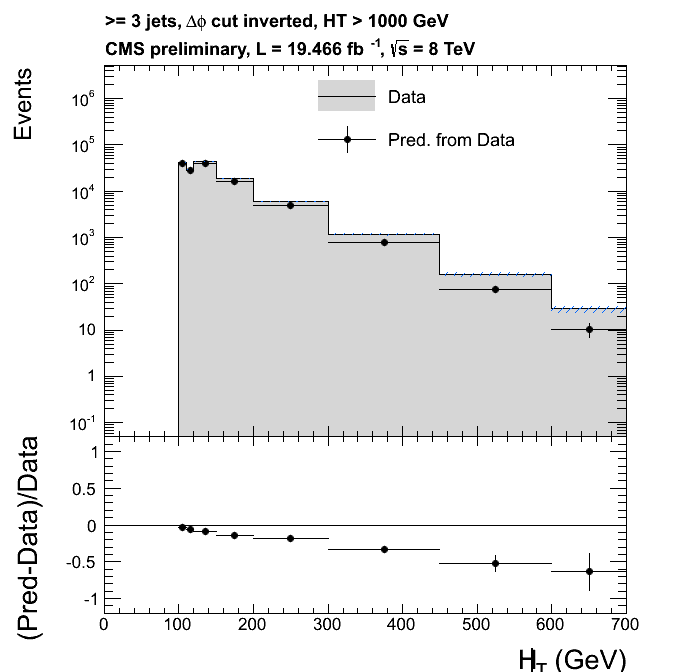 >= 3 jets, Δϕ cut inverted, HT > 1000 GeV
CMS preliminary, L = 19.466 fb⁻¹, √s = 8 TeV
Events
10⁶
10⁵
10⁴
10³
10²
10
1
10⁻¹
Data
Pred. from Data
(Pred-Data)/Data
1
0.5
0
-0.5
-1
0 100 200 300 400 500 600 700
H̸_T (GeV)